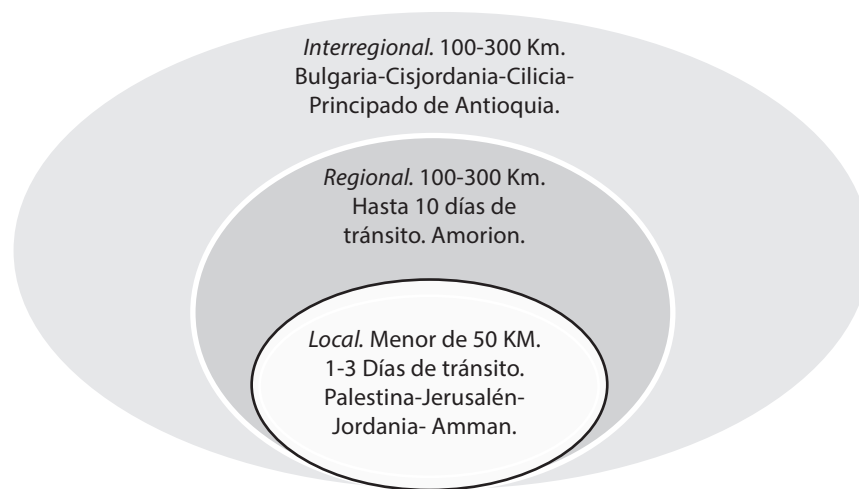 Interregional. 100-300 Km.
Bulgaria-Cisjordania-Cilicia-
Principado de Antioquia.
Regional. 100-300 Km.
Hasta 10 días de
tránsito. Amorion.
Local. Menor de 50 KM.
1-3 Días de tránsito.
Palestina-Jerusalén-
Jordania- Amman.